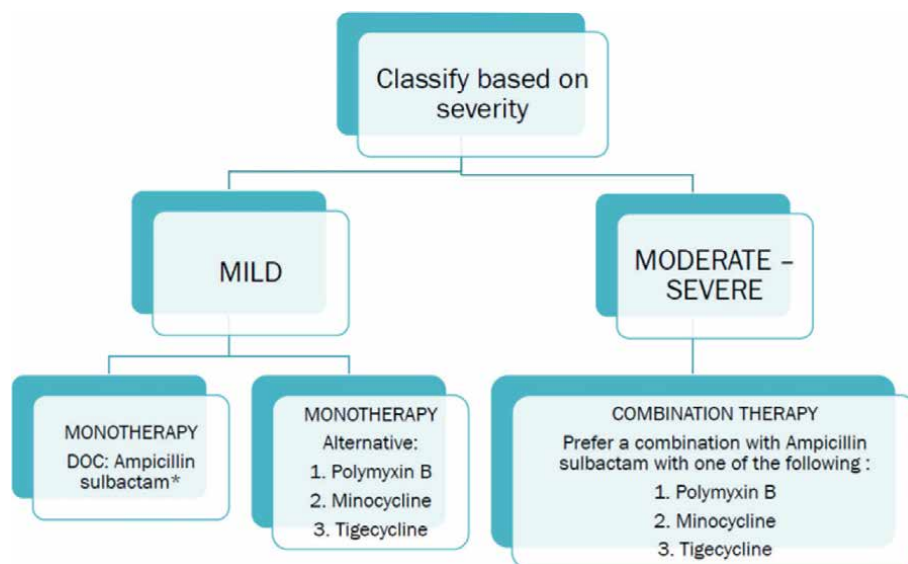 Classify based on
severity
MILD
MODERATE –
SEVERE
MONOTHERAPY
DOC: Ampicillin
sulbactam*
MONOTHERAPY
Alternative:
1. Polymyxin B
2. Minocycline
3. Tigecycline
COMBINATION THERAPY
Prefer a combination with Ampicillin
sulbactam with one of the following :
1. Polymyxin B
2. Minocycline
3. Tigecycline